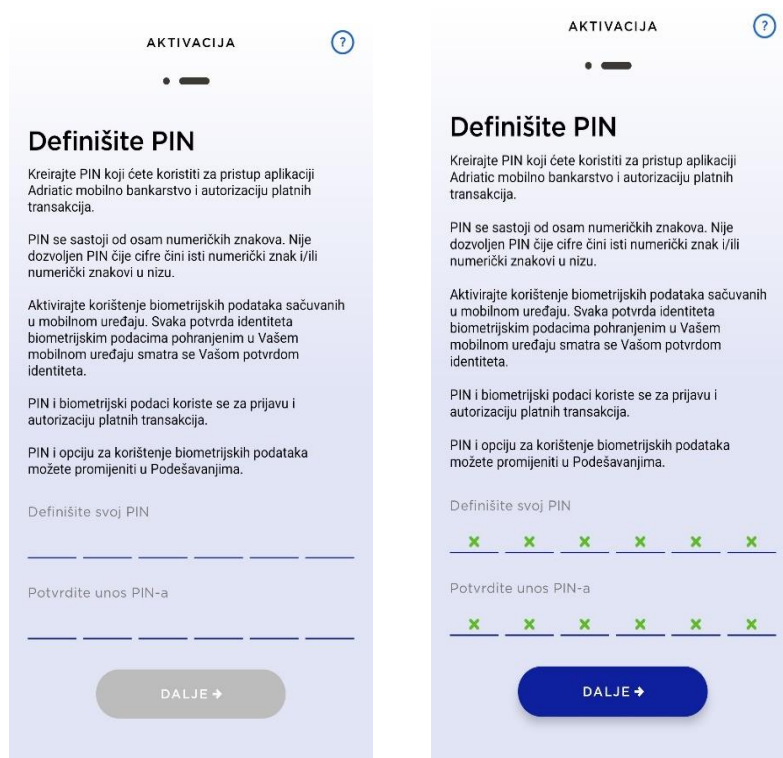 AKTIVACIJA
?
Definišite PIN
Kreirajte PIN koji ćete koristiti za pristup aplikaciji
Adriatic mobilno bankarstvo i autorizaciju platnih
transakcija.
PIN se sastoji od osam numeričkih znakova. Nije
dozvoljen PIN čije cifre čini isti numerički znak i/ili
numerički znakovi u nizu.
Aktivirajte korištenje biometrijskih podataka sačuvanih
u mobilnom uređaju. Svaka potvrda identiteta
biometrijskim podacima pohranjenim u Vašem
mobilnom uređaju smatra se Vašom potvrdom
identiteta.
PIN i biometrijski podaci koriste se za prijavu i
autorizaciju platnih transakcija.
PIN i opciju za korištenje biometrijskih podataka
možete promijeniti u Podešavanjima.
Definišite svoj PIN
Potvrdite unos PIN-a
DALJE →
AKTIVACIJA
?
Definišite PIN
Kreirajte PIN koji ćete koristiti za pristup aplikaciji
Adriatic mobilno bankarstvo i autorizaciju platnih
transakcija.
PIN se sastoji od osam numeričkih znakova. Nije
dozvoljen PIN čije cifre čini isti numerički znak i/ili
numerički znakovi u nizu.
Aktivirajte korištenje biometrijskih podataka sačuvanih
u mobilnom uređaju. Svaka potvrda identiteta
biometrijskim podacima pohranjenim u Vašem
mobilnom uređaju smatra se Vašom potvrdom
identiteta.
PIN i biometrijski podaci koriste se za prijavu i
autorizaciju platnih transakcija.
PIN i opciju za korištenje biometrijskih podataka
možete promijeniti u Podešavanjima.
Definišite svoj PIN
× × × × × ×
Potvrdite unos PIN-a
× × × × × ×
DALJE →